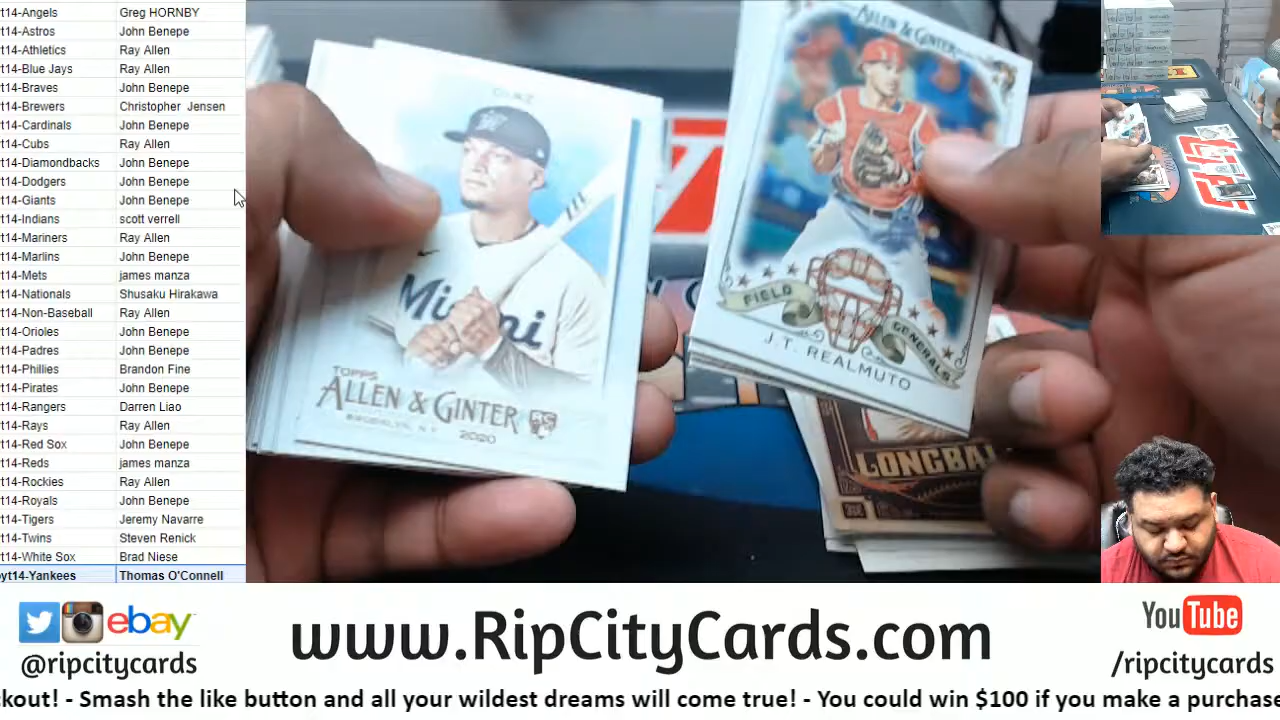 t14-Angels Greg HORNBY
t14-Astros John Benepe
t14-Athletics Ray Allen
t14-Blue Jays Ray Allen
t14-Braves John Benepe
t14-Brewers Christopher Jensen
t14-Cardinals John Benepe
t14-Cubs Ray Allen
t14-Diamondbacks John Benepe
t14-Dodgers John Benepe
t14-Giants John Benepe
t14-Indians scott verrell
t14-Mariners Ray Allen
t14-Marlins John Benepe
t14-Mets james manza
t14-Nationals Shusaku Hirakawa
t14-Non-Baseball Ray Allen
t14-Orioles John Benepe
t14-Padres John Benepe
t14-Phillies Brandon Fine
t14-Pirates John Benepe
t14-Rangers Darren Liao
t14-Rays Ray Allen
t14-Red Sox John Benepe
t14-Reds james manza
t14-Rockies Ray Allen
t14-Royals John Benepe
t14-Tigers Jeremy Navarre
t14-Twins Steven Renick
t14-White Sox Brad Niese
yt14-Yankees Thomas O'Connell
TOPPS
ALLEN & GINTER
BROOKLYN, N.Y.
2020
RC
ALLEN & GINTER
FIELD GENERALS
J.T. REALMUTO
LONGBAL
ebay
@ripcitycards
www.RipCityCards.com
YouTube
/ripcitycards
ckout! - Smash the like button and all your wildest dreams will come true! - You could win $100 if you make a purchase